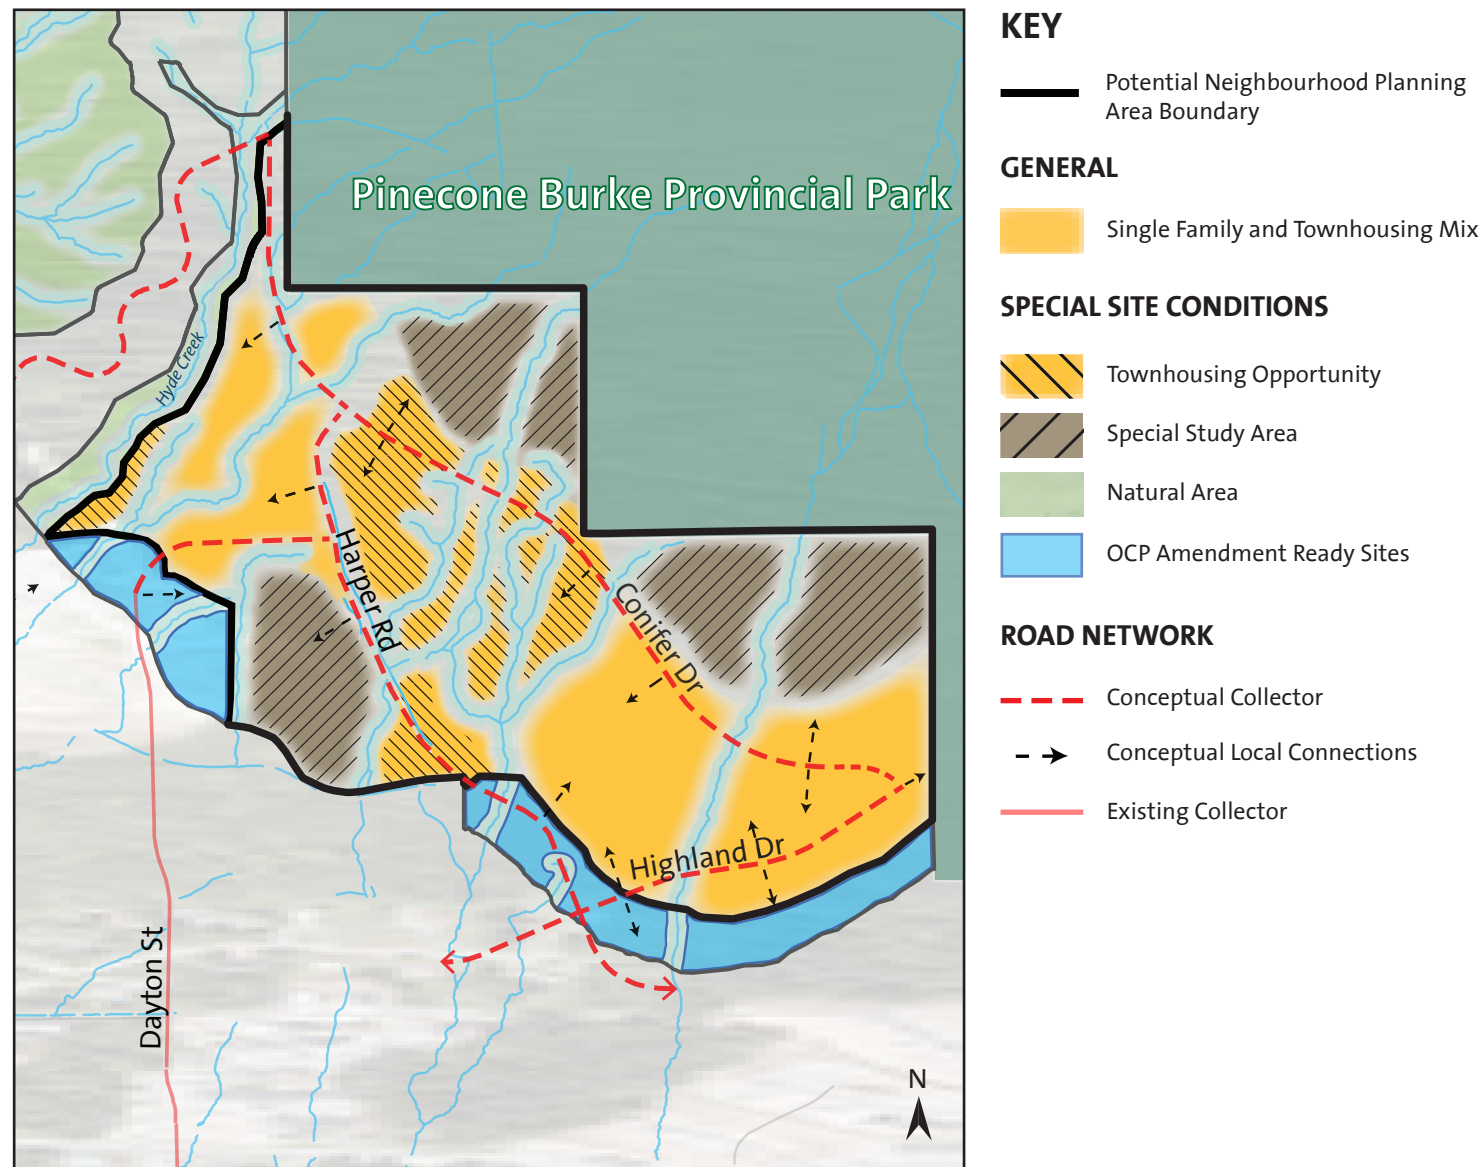 Pinecone Burke Provincial Park
Hyde Creek
Harper Rd
Conifer Dr
Highland Dr
Dayton St
N
KEY
Potential Neighbourhood Planning
Area Boundary
GENERAL
Single Family and Townhousing Mix
SPECIAL SITE CONDITIONS
Townhousing Opportunity
Special Study Area
Natural Area
OCP Amendment Ready Sites
ROAD NETWORK
Conceptual Collector
Conceptual Local Connections
Existing Collector